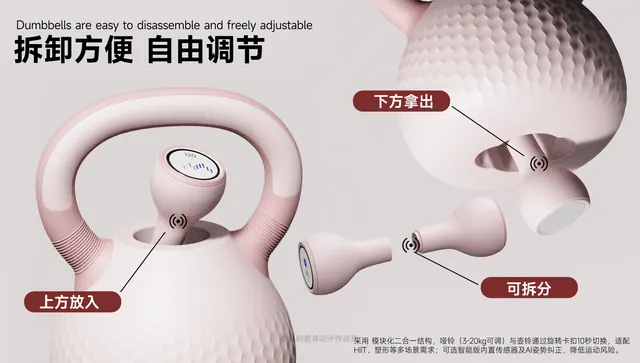 Dumbbells are easy to disassemble and freely adjustable
拆卸方便 自由调节
下方拿出
120
上方放入
可拆分
采用 模块化二合一结构，哑铃（3-20kg可调）与壶铃通过旋转卡扣10秒切换，适配
HIIT、塑形等多场景需求；可选智能版内置传感器及AI姿势纠正，降低运动风险。